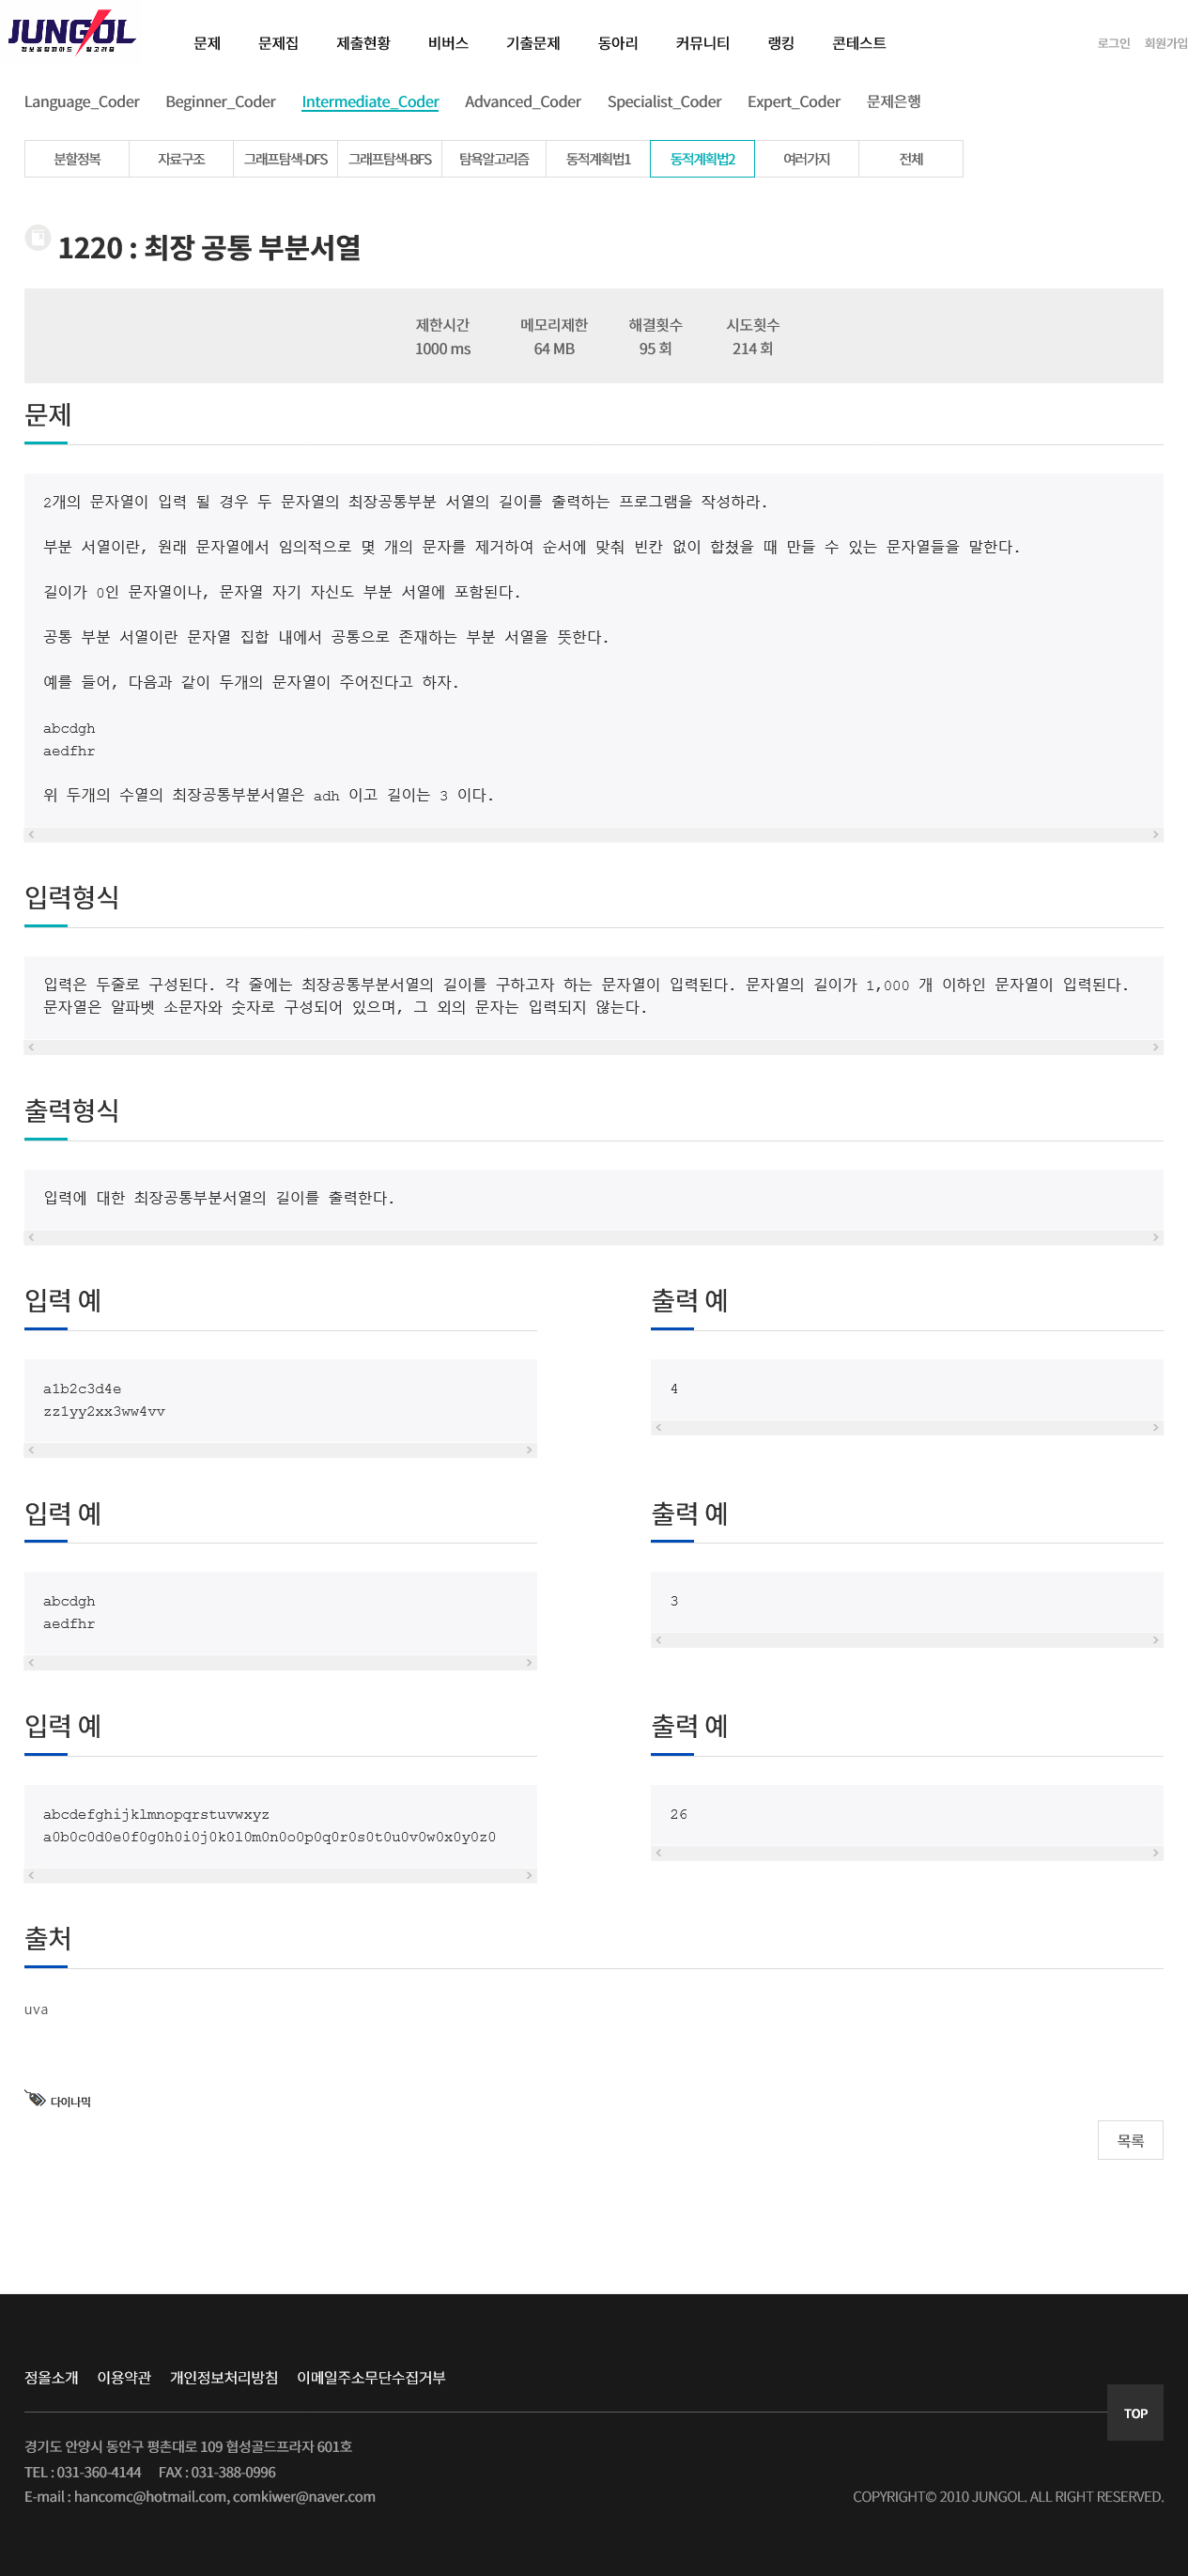 JUNGOL
정보올림피아드 알고리즘
문제 문제집 제출현황 비버스 기출문제 동아리 커뮤니티 랭킹 콘테스트
로그인 회원가입
Language_Coder Beginner_Coder Intermediate_Coder Advanced_Coder Specialist_Coder Expert_Coder 문제은행
분할정복 자료구조 그래프탐색-DFS 그래프탐색-BFS 탐욕알고리즘 동적계획법1 동적계획법2 여러가지 전체
1220 : 최장 공통 부분서열
제한시간 메모리제한 해결횟수 시도횟수
1000 ms 64 MB 95 회 214 회
문제
2개의 문자열이 입력 될 경우 두 문자열의 최장공통부분 서열의 길이를 출력하는 프로그램을 작성하라.
부분 서열이란, 원래 문자열에서 임의적으로 몇 개의 문자를 제거하여 순서에 맞춰 빈칸 없이 합쳤을 때 만들 수 있는 문자열들을 말한다.
길이가 0인 문자열이나, 문자열 자기 자신도 부분 서열에 포함된다.
공통 부분 서열이란 문자열 집합 내에서 공통으로 존재하는 부분 서열을 뜻한다.
예를 들어, 다음과 같이 두개의 문자열이 주어진다고 하자.
abcdgh
aedfhr
위 두개의 수열의 최장공통부분서열은 adh 이고 길이는 3 이다.
입력형식
입력은 두줄로 구성된다. 각 줄에는 최장공통부분서열의 길이를 구하고자 하는 문자열이 입력된다. 문자열의 길이가 1,000 개 이하인 문자열이 입력된다.
문자열은 알파벳 소문자와 숫자로 구성되어 있으며, 그 외의 문자는 입력되지 않는다.
출력형식
입력에 대한 최장공통부분서열의 길이를 출력한다.
입력 예
a1b2c3d4e
zz1yy2xx3ww4vv
출력 예
4
입력 예
abcdgh
aedfhr
출력 예
3
입력 예
abcdefghijklmnopqrstuvwxyz
a0b0c0d0e0f0g0h0i0j0k0l0m0n0o0p0q0r0s0t0u0v0w0x0y0z0
출력 예
26
출처
uva
다이나믹
목록
정올소개 이용약관 개인정보처리방침 이메일주소무단수집거부
TOP
경기도 안양시 동안구 평촌대로 109 협성골드프라자 601호
TEL : 031-360-4144 FAX : 031-388-0996
E-mail : hancomc@hotmail.com, comkiwer@naver.com
COPYRIGHT© 2010 JUNGOL. ALL RIGHT RESERVED.